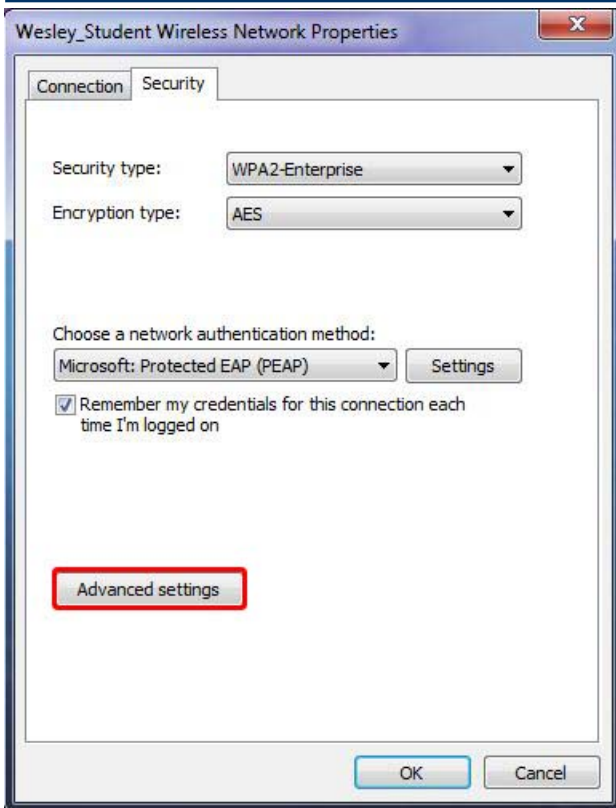 Wesley_Student Wireless Network Properties
Connection Security
Security type: WPA2-Enterprise
Encryption type: AES
Choose a network authentication method:
Microsoft: Protected EAP (PEAP) Settings
Remember my credentials for this connection each
time I'm logged on
Advanced settings
OK Cancel